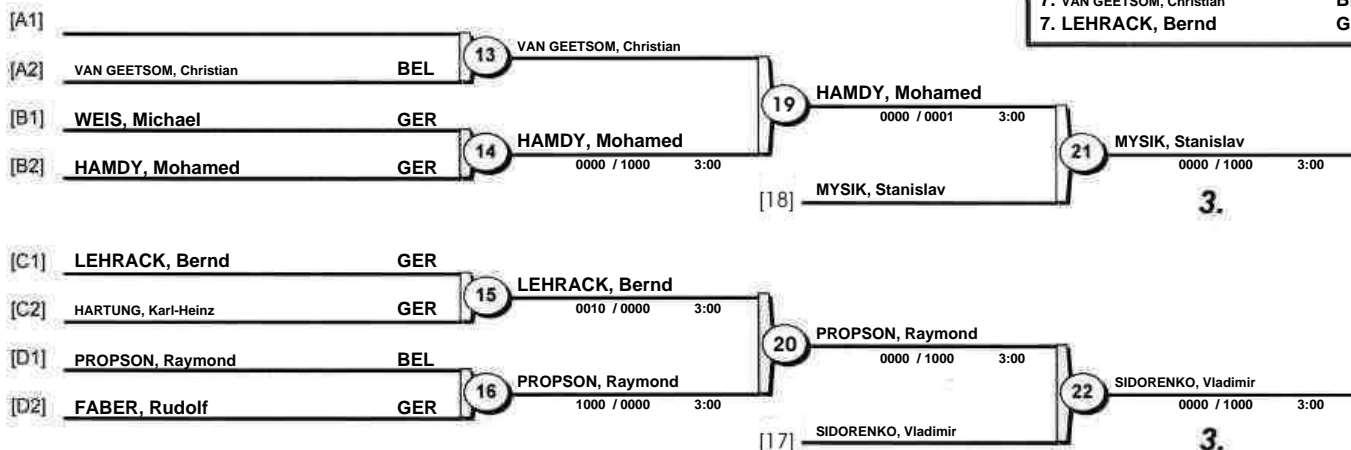 7. VAN GEETSOM, Christian
7. LEHRACK, Bernd G
[A1]
13 VAN GEETSOM, Christian
[A2] VAN GEETSOM, Christian BEL
19 HAMDY, Mohamed
0000 / 0001 3:00
[B1] WEIS, Michael GER
14 HAMDY, Mohamed
0000 / 1000 3:00
21 MYSIK, Stanislav
0000 / 1000 3:00
[B2] HAMDY, Mohamed GER
[18] MYSIK, Stanislav
3.
[C1] LEHRACK, Bernd GER
15 LEHRACK, Bernd
0010 / 0000 3:00
[C2] HARTUNG, Karl-Heinz GER
20 PROPSON, Raymond
0000 / 1000 3:00
[D1] PROPSON, Raymond BEL
16 PROPSON, Raymond
1000 / 0000 3:00
22 SIDORENKO, Vladimir
0000 / 1000 3:00
[D2] FABER, Rudolf GER
[17] SIDORENKO, Vladimir
3.